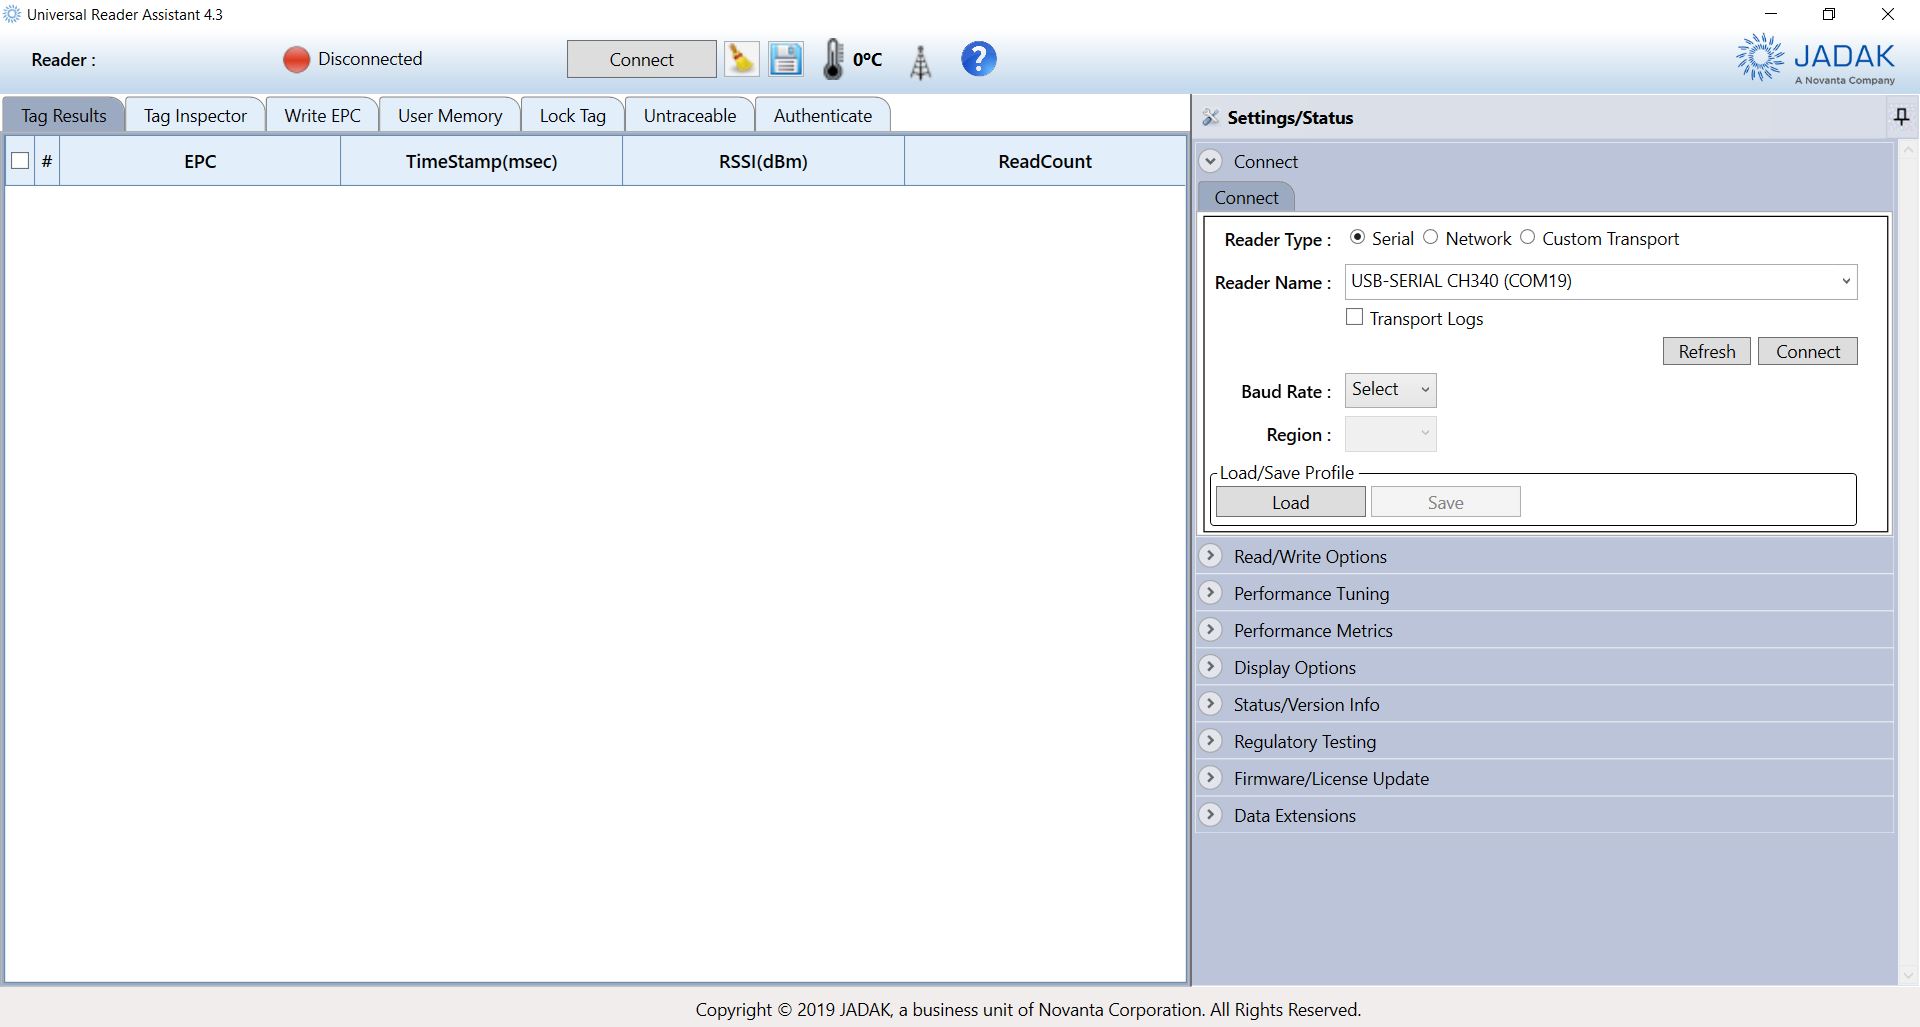 Universal Reader Assistant 4.3
Reader :
Disconnected
Connect
0°C
?
JADAK
A Novanta Company
Tag Results
Tag Inspector
Write EPC
User Memory
Lock Tag
Untraceable
Authenticate
# EPC TimeStamp(msec) RSSI(dBm) ReadCount
Settings/Status
Connect
Connect
Reader Type : Serial Network Custom Transport
Reader Name : USB-SERIAL CH340 (COM19)
Transport Logs
Refresh Connect
Baud Rate : Select
Region :
Load/Save Profile
Load Save
Read/Write Options
Performance Tuning
Performance Metrics
Display Options
Status/Version Info
Regulatory Testing
Firmware/License Update
Data Extensions
Copyright © 2019 JADAK, a business unit of Novanta Corporation. All Rights Reserved.